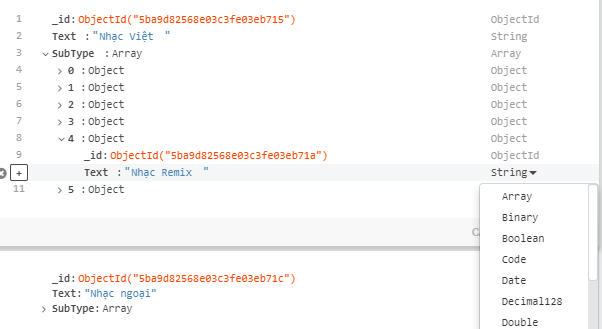 1 _id:ObjectId("5ba9d82568e03c3fe03eb715") ObjectId
2 Text :"Nhạc Việt  " String
3 SubType :Array Array
4 0 :Object Object
5 1 :Object Object
6 2 :Object Object
7 3 :Object Object
8 4 :Object Object
9 _id:ObjectId("5ba9d82568e03c3fe03eb71a") ObjectId
+ Text :"Nhạc Remix  " String
11 5 :Object Object
Array
Binary
Boolean
Code
Date
Decimal128
Double
_id:ObjectId("5ba9d82568e03c3fe03eb71c")
Text:"Nhạc ngoại"
SubType:Array